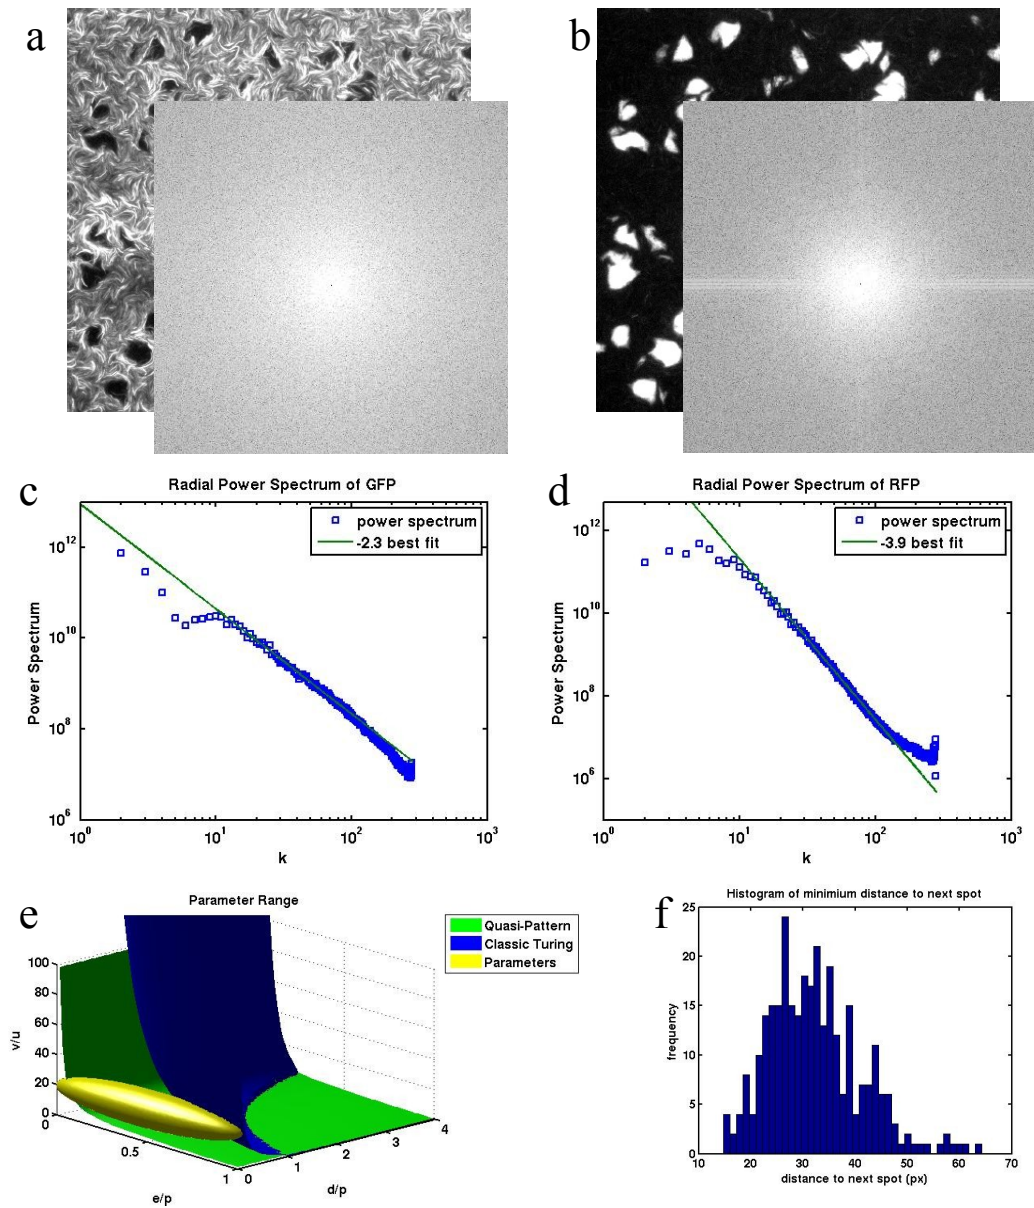 a
b
c
Radial Power Spectrum of GFP
power spectrum
-2.3 best fit
Power Spectrum
10^12
10^10
10^8
10^6
10^0 10^1 10^2 10^3
k
d
Radial Power Spectrum of RFP
power spectrum
-3.9 best fit
Power Spectrum
10^12
10^10
10^8
10^6
10^0 10^1 10^2 10^3
k
e
Parameter Range
Quasi-Pattern
Classic Turing
Parameters
v/u
100
80
60
40
20
0
0 0.5 1
e/p
0 1 2 3 4
d/p
f
Histogram of minimium distance to next spot
frequency
25
20
15
10
5
0
10 20 30 40 50 60 70
distance to next spot (px)